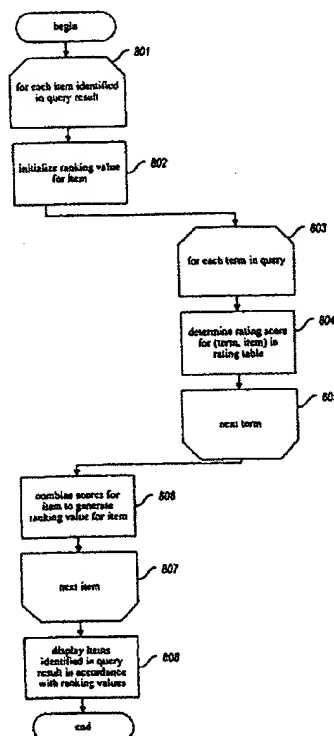 begin
801
for each item identified
in query result
802
initialize ranking value
for item
803
for each term in query
804
determine rating score
for (term, item) in
rating table
805
next term
806
combine scores for
item to generate
ranking value for item
807
next item
808
display items
identified in query
result in accordance
with ranking values
end